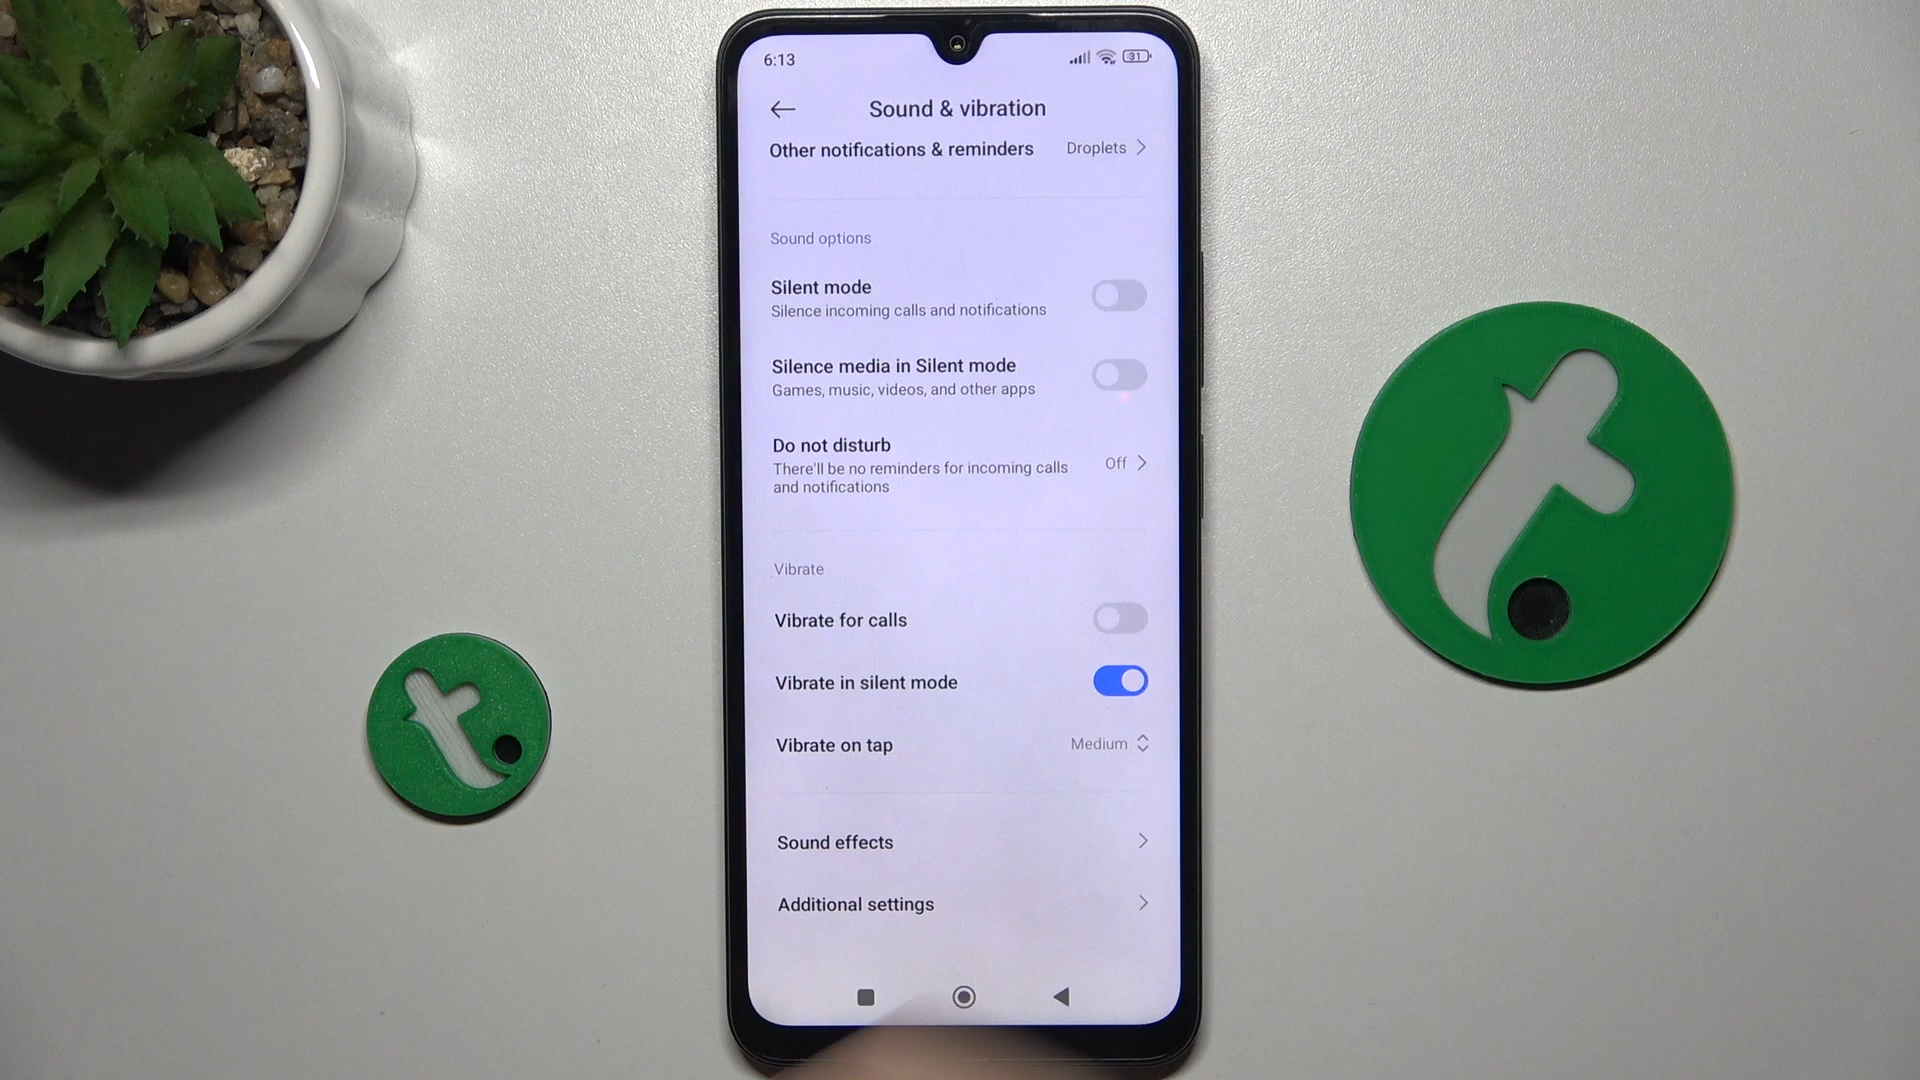 6:13
31
Sound & vibration
Other notifications & reminders Droplets
Sound options
Silent mode
Silence incoming calls and notifications
Silence media in Silent mode
Games, music, videos, and other apps
Do not disturb
There'll be no reminders for incoming calls
and notifications
Off
Vibrate
Vibrate for calls
Vibrate in silent mode
Vibrate on tap Medium
Sound effects
Additional settings